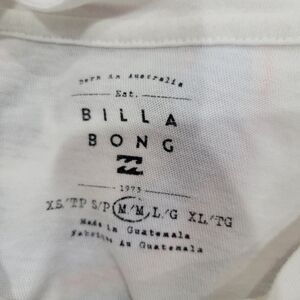 Born in Australia
Est.
BILLA
BONG
1973
XS/TP S/P M/M L/G XL/TG
Made in Guatemala
Fabriqué Au Guatemala